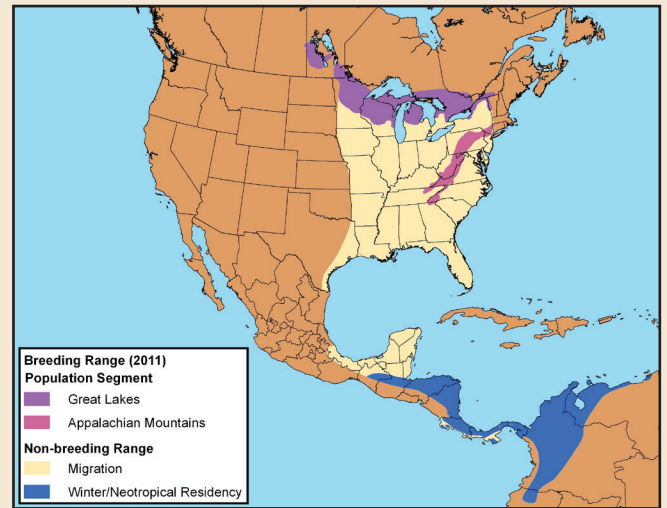 Breeding Range (2011)
Population Segment
Great Lakes
Appalachian Mountains
Non-breeding Range
Migration
Winter/Neotropical Residency